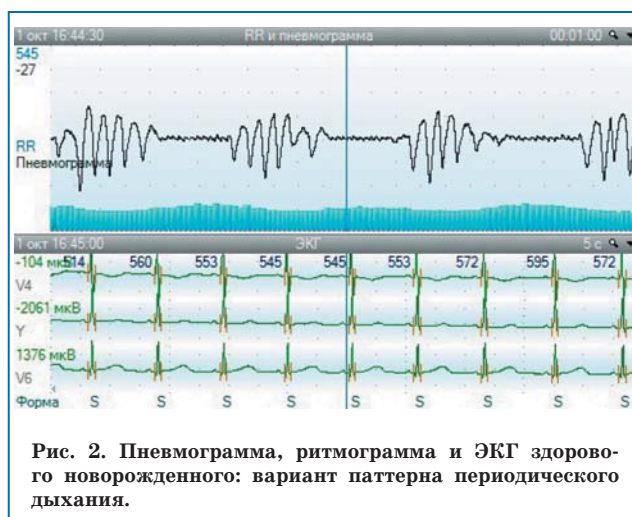 1 окт 16:44:30 RR и пневмограмма 00:01:00
545
-27
RR
Пневмограмма
1 окт 16:45:00 ЭКГ 5 с
-104 мкВ 514 560 553 545 545 553 572 595 572
V4
-2061 мкВ
Y
1376 мкВ
V6
Форма S S S S S S S S S
Рис. 2. Пневмограмма, ритмограмма и ЭКГ здорово-
го новорожденного: вариант паттерна периодического
дыхания.